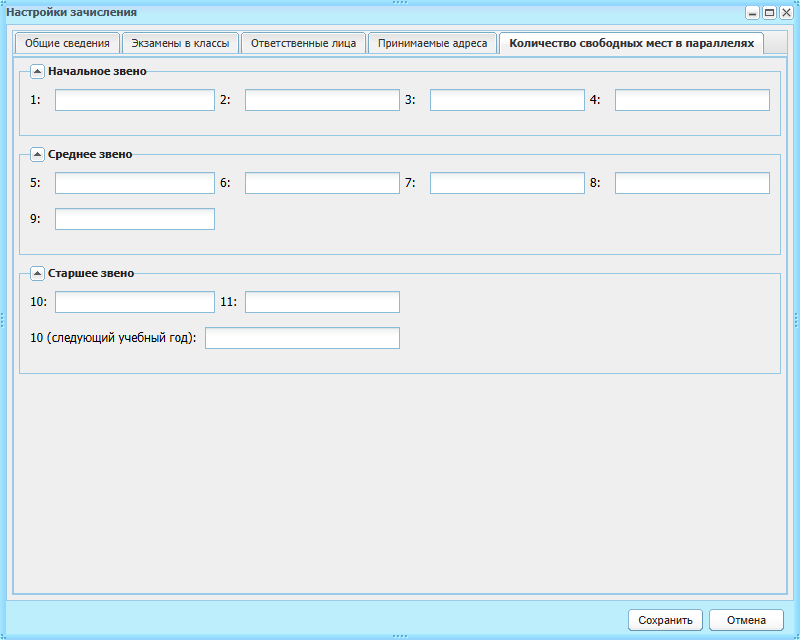 Настройки зачисления
Общие сведения Экзамены в классы Ответственные лица Принимаемые адреса Количество свободных мест в параллелях
Начальное звено
1: 2: 3: 4:
Среднее звено
5: 6: 7: 8:
9:
Старшее звено
10: 11:
10 (следующий учебный год):
Сохранить Отмена